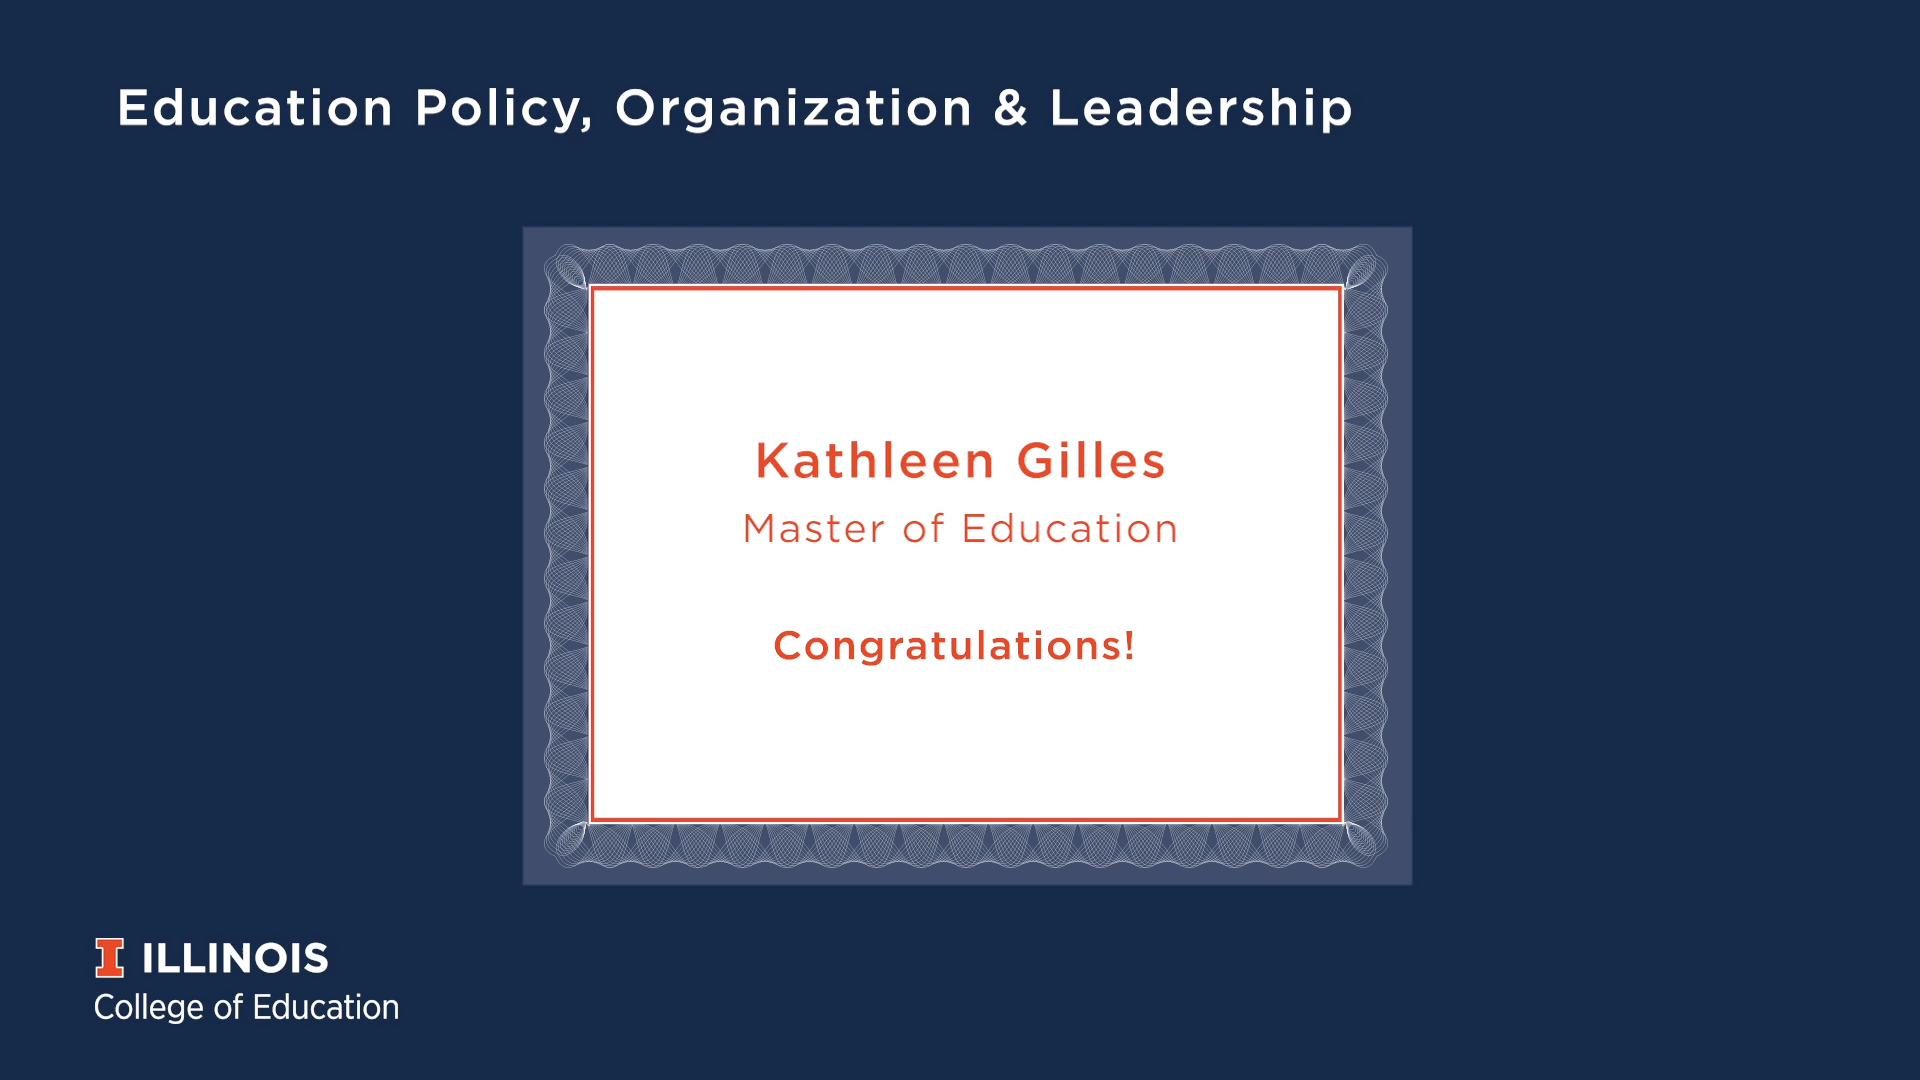 Education Policy, Organization & Leadership
Kathleen Gilles
Master of Education
Congratulations!
I ILLINOIS
College of Education